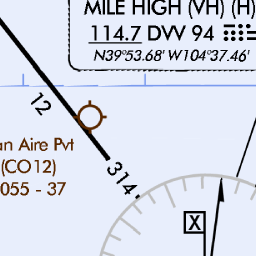 MILE HIGH (VH) (H)
114.7 DVV 94
N39°53.68' W104°37.46'
12
an Aire Pvt
(CO12)
055 - 37
314°
X